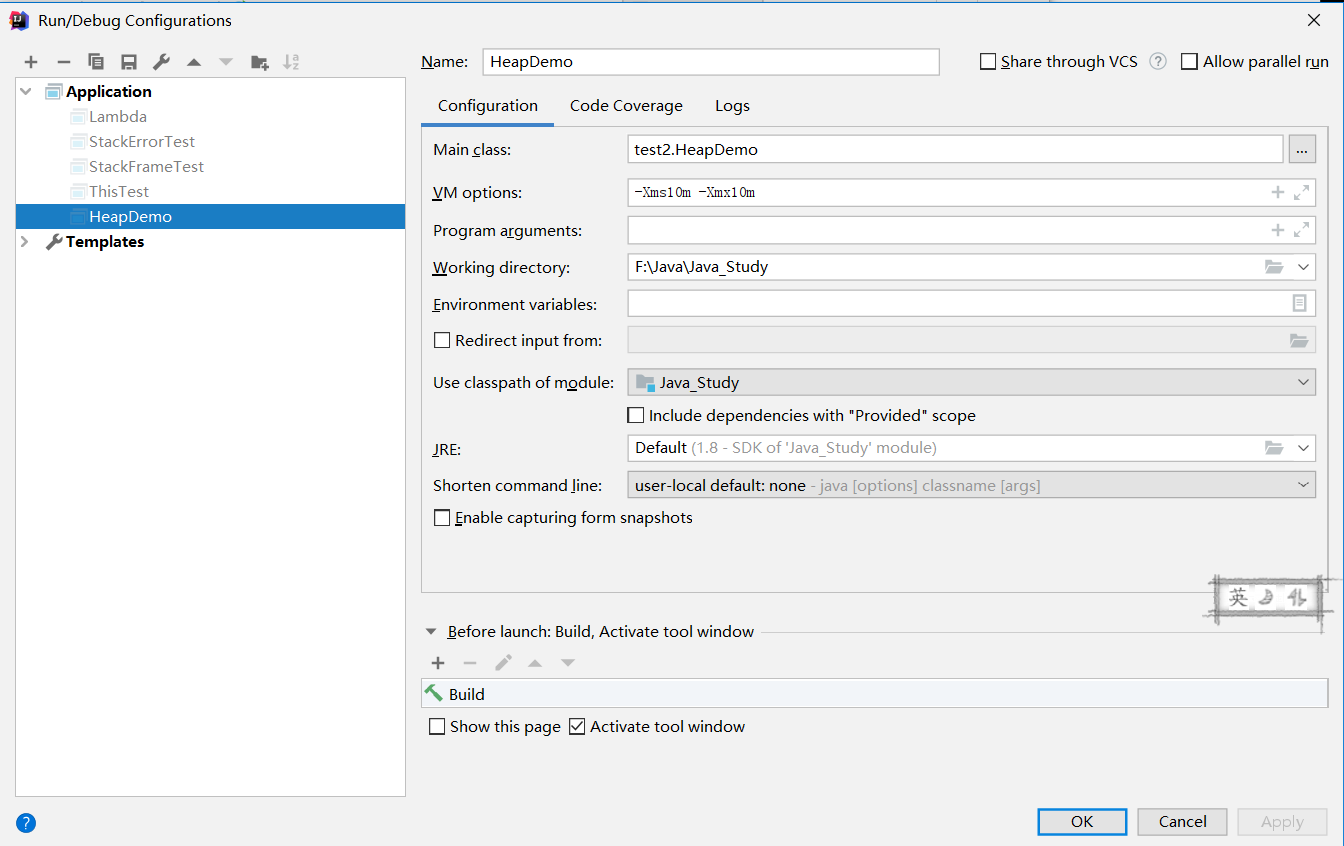 Run/Debug Configurations
Name: HeapDemo Share through VCS ? Allow parallel run
Application
Lambda
StackErrorTest
StackFrameTest
ThisTest
HeapDemo
Templates
Configuration Code Coverage Logs
Main class: test2.HeapDemo ...
VM options: -Xms10m -Xmx10m
Program arguments:
Working directory: F:\Java\Java_Study
Environment variables:
Redirect input from:
Use classpath of module: Java_Study
Include dependencies with "Provided" scope
JRE: Default (1.8 - SDK of 'Java_Study' module)
Shorten command line: user-local default: none - java [options] classname [args]
Enable capturing form snapshots
英
Before launch: Build, Activate tool window
Build
Show this page Activate tool window
? OK Cancel Apply